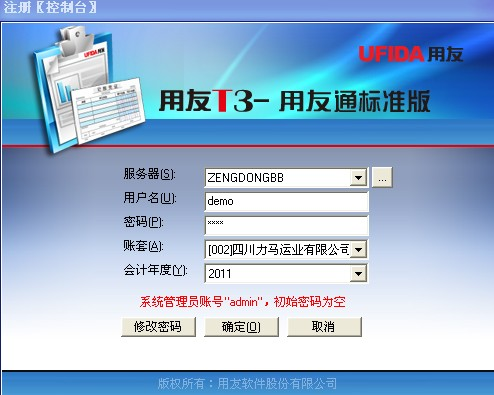 注册〖控制台〗
UFIDA用友
UFIDA 用友
用友T3-用友通标准版
服务器(S):
ZENGDONGBB
...
用户名(U):
demo
密码(P):
****
账套(A):
[002]四川力马运业有限公司
会计年度(Y):
2011
系统管理员账号"admin"，初始密码为空
修改密码
确定(O)
取消
版权所有：用友软件股份有限公司